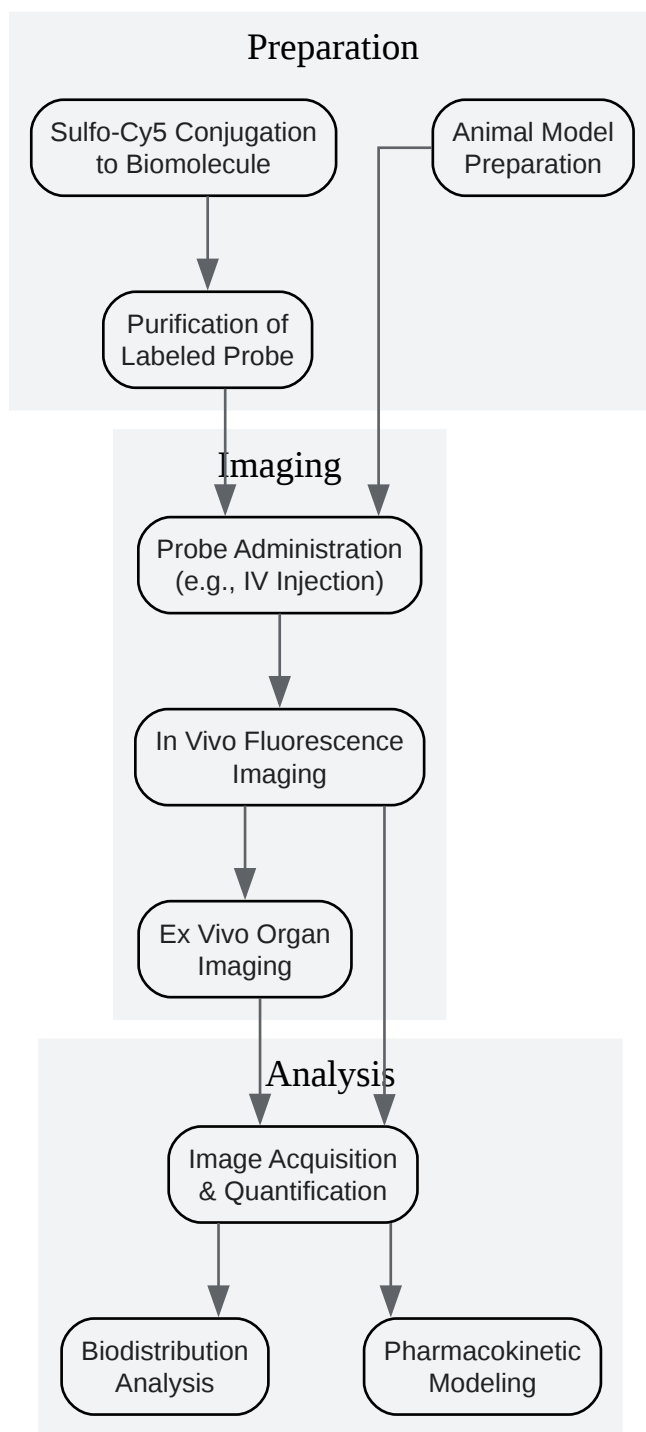 Preparation
Sulfo-Cy5 Conjugation
to Biomolecule
Animal Model
Preparation
Purification of
Labeled Probe
Imaging
Probe Administration
(e.g., IV Injection)
In Vivo Fluorescence
Imaging
Ex Vivo Organ
Imaging
Analysis
Image Acquisition
& Quantification
Biodistribution
Analysis
Pharmacokinetic
Modeling